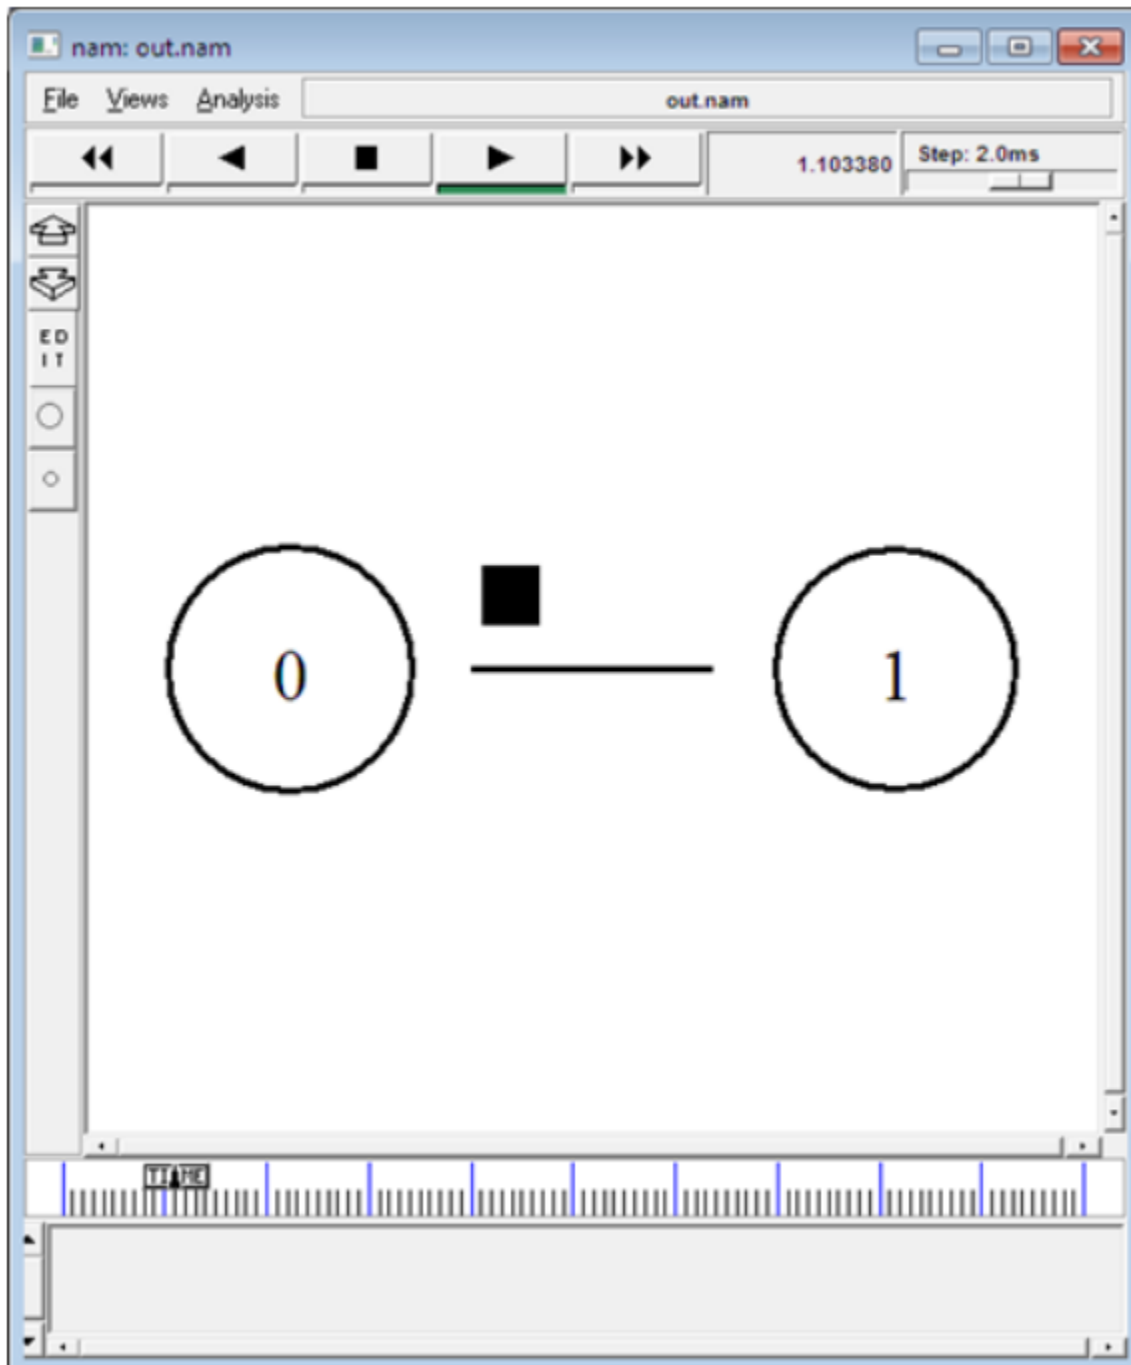 nam: out.nam
File Views Analysis out.nam
1.103380 Step: 2.0ms
ED
IT
0 1
TIME